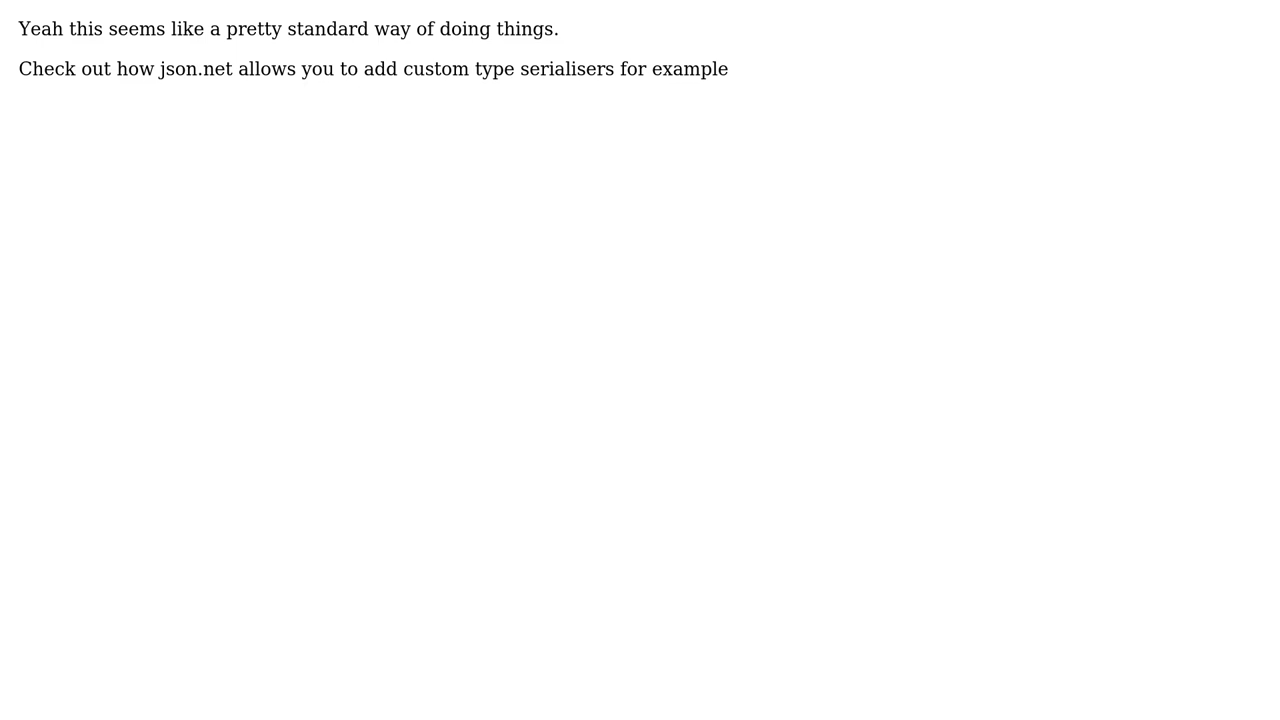 Yeah this seems like a pretty standard way of doing things.
Check out how json.net allows you to add custom type serialisers for example